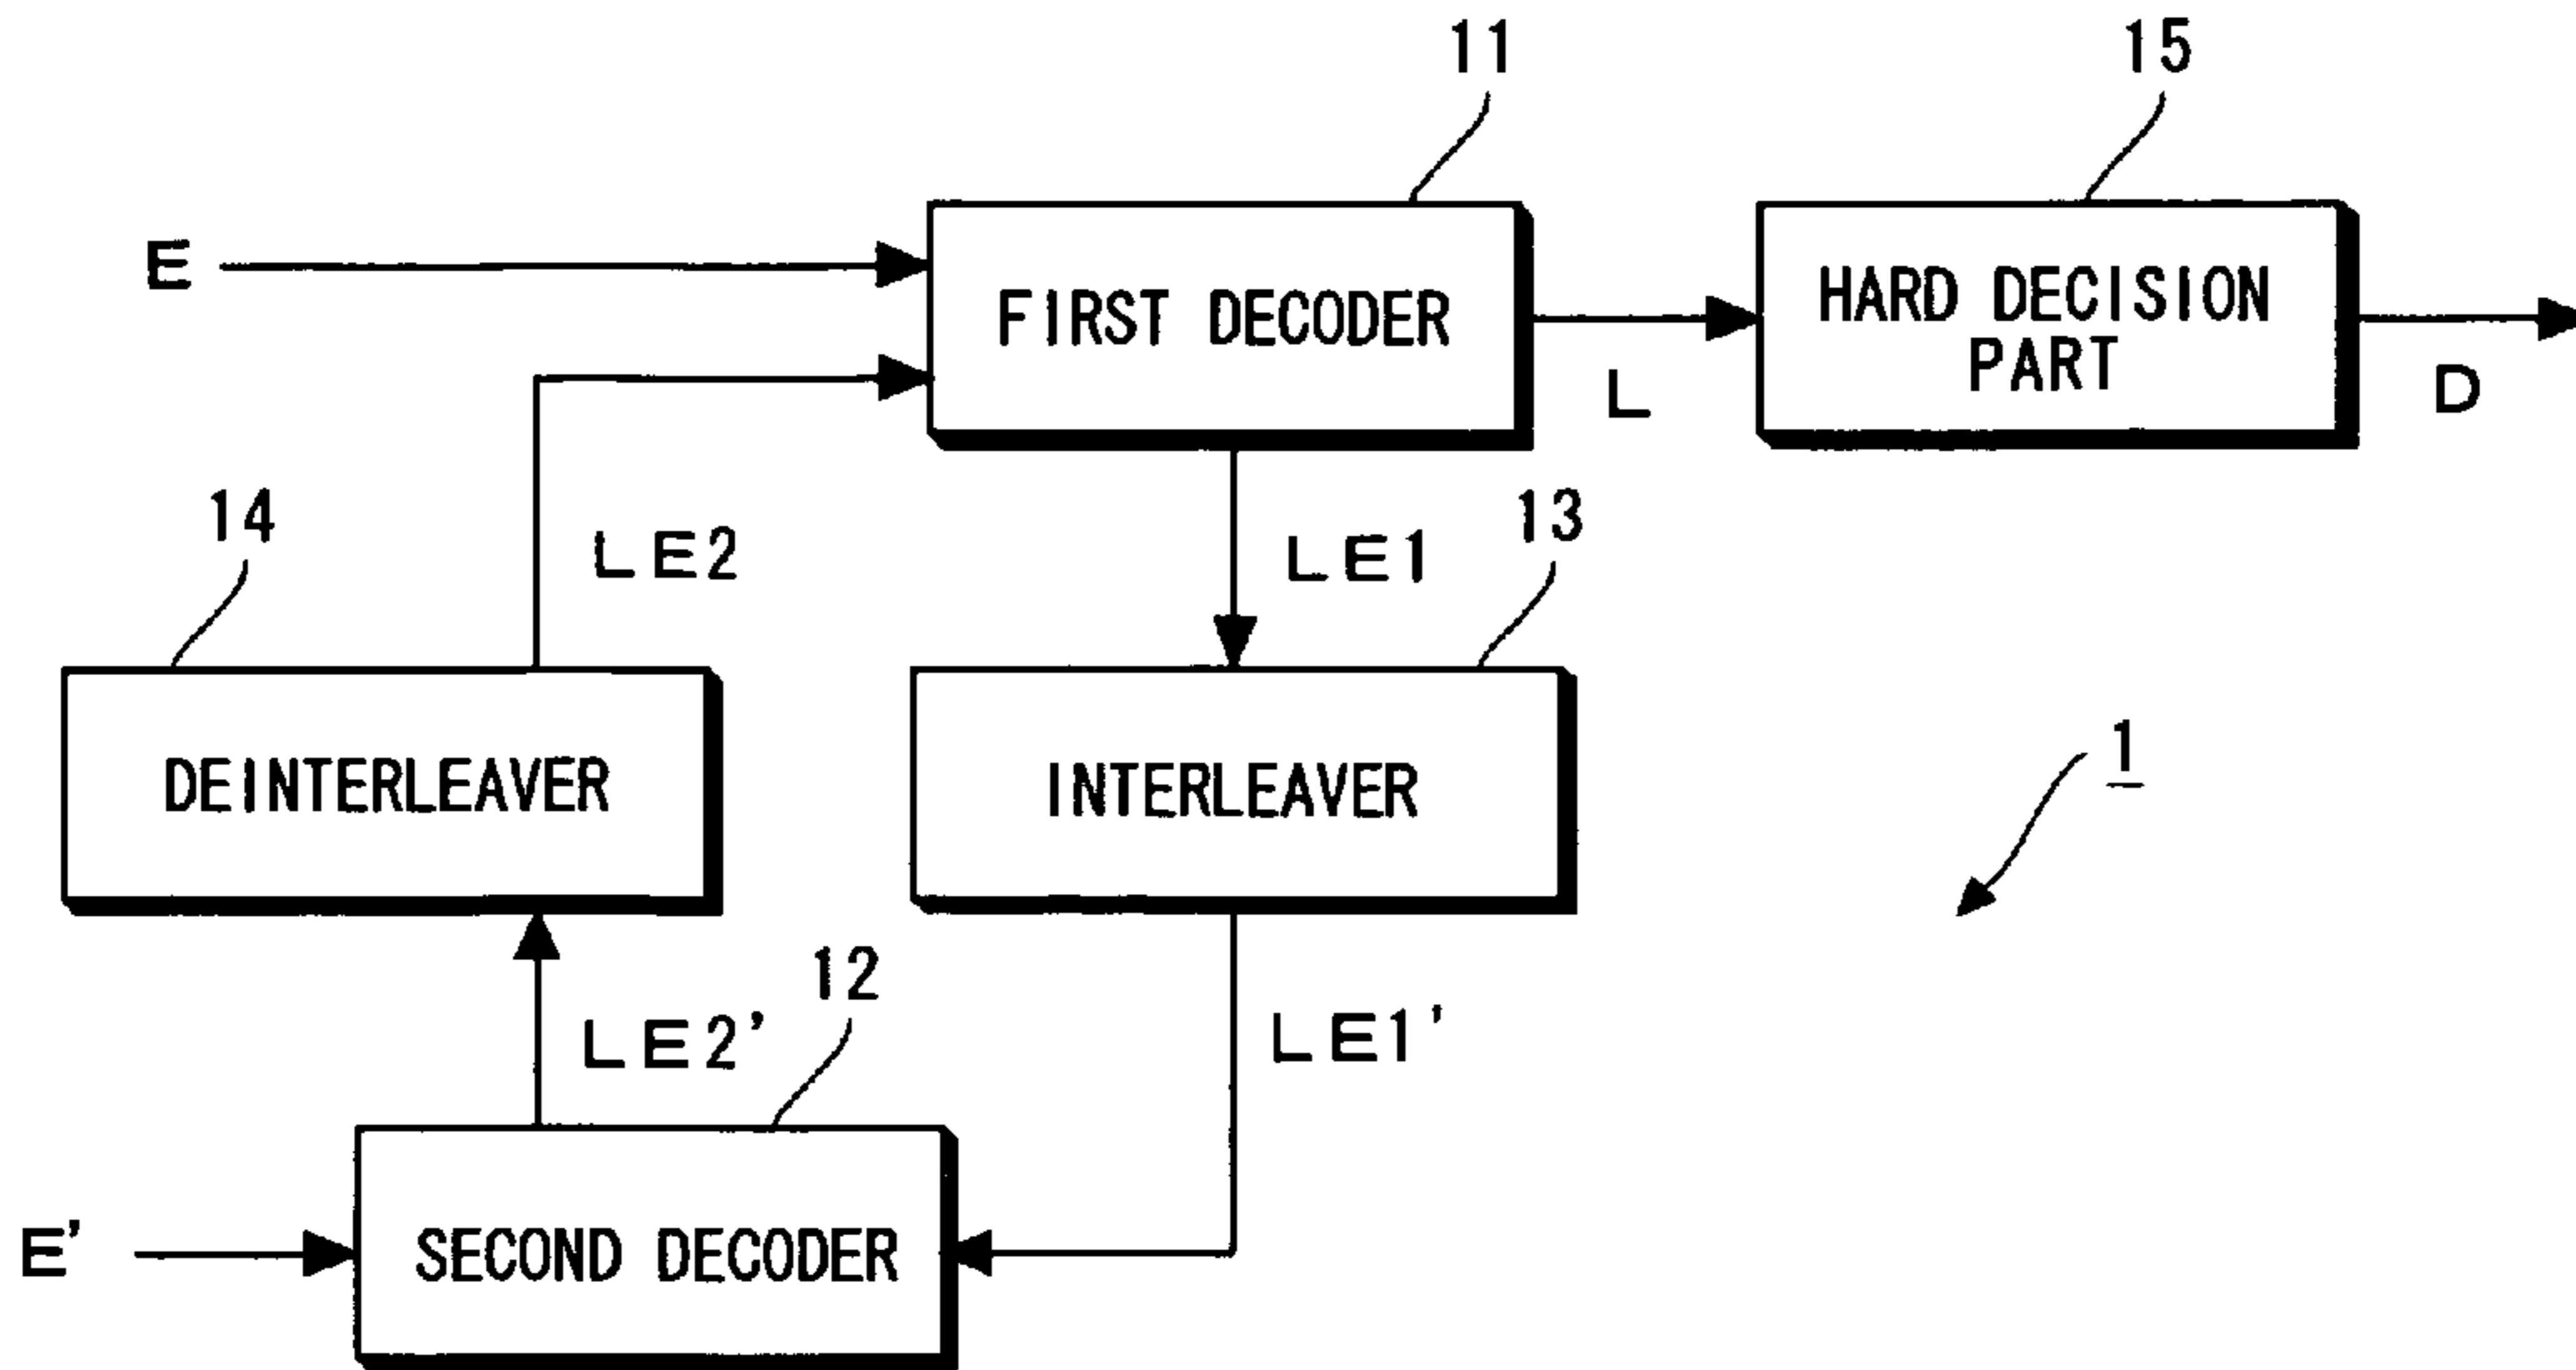 11
15
E
FIRST DECODER
HARD DECISION
PART
L
D
14
LE2
LE1
13
DEINTERLEAVER
INTERLEAVER
1
12
LE2'
LE1'
E'
SECOND DECODER